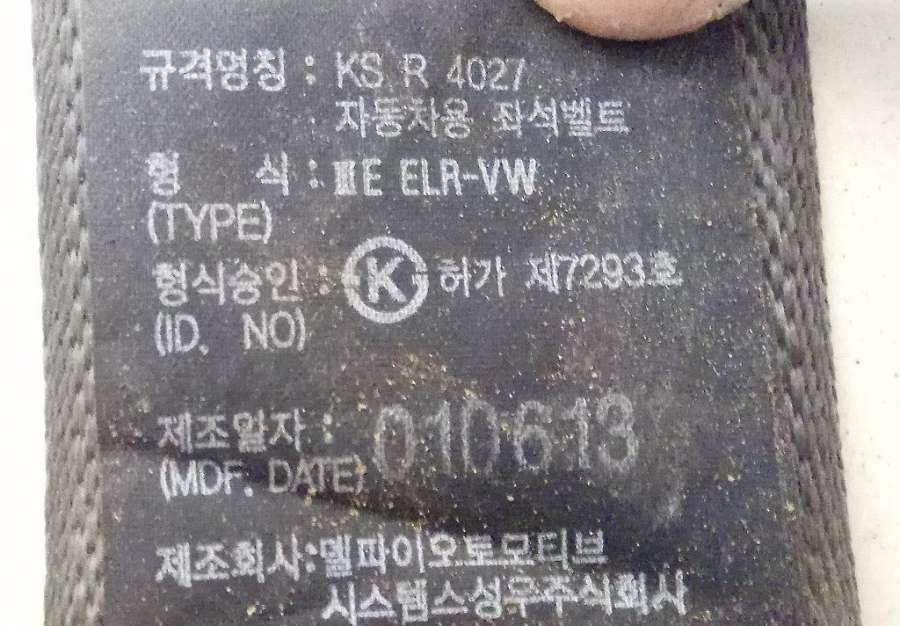 규격명칭 : KS R 4027
자동차용 좌석벨트
형 식 : ⅢE ELR-VW
(TYPE)
형식승인 : K 허가 제7293호
(ID. NO)
제조일자 : 010613
(MDF. DATE)
제조회사:델파이오토모티브
시스템스성우주식회사